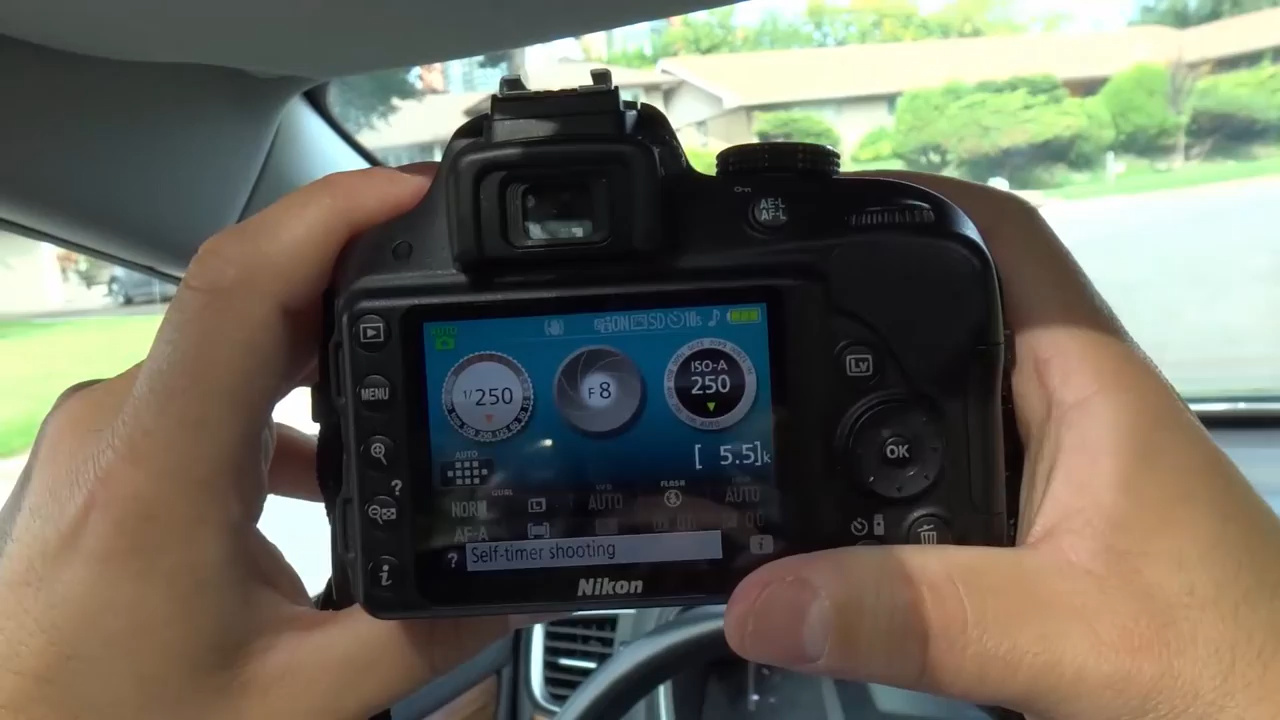 AE-L
AF-L
AUTO
ON SD 10s
MENU
1/250
F8
ISO-A
250
AUTO
[ 5.5]k
Lv
OK
QUAL
FLASH
NORM
L
AUTO
AUTO
AF-A
? Self-timer shooting
i
?
i
Nikon